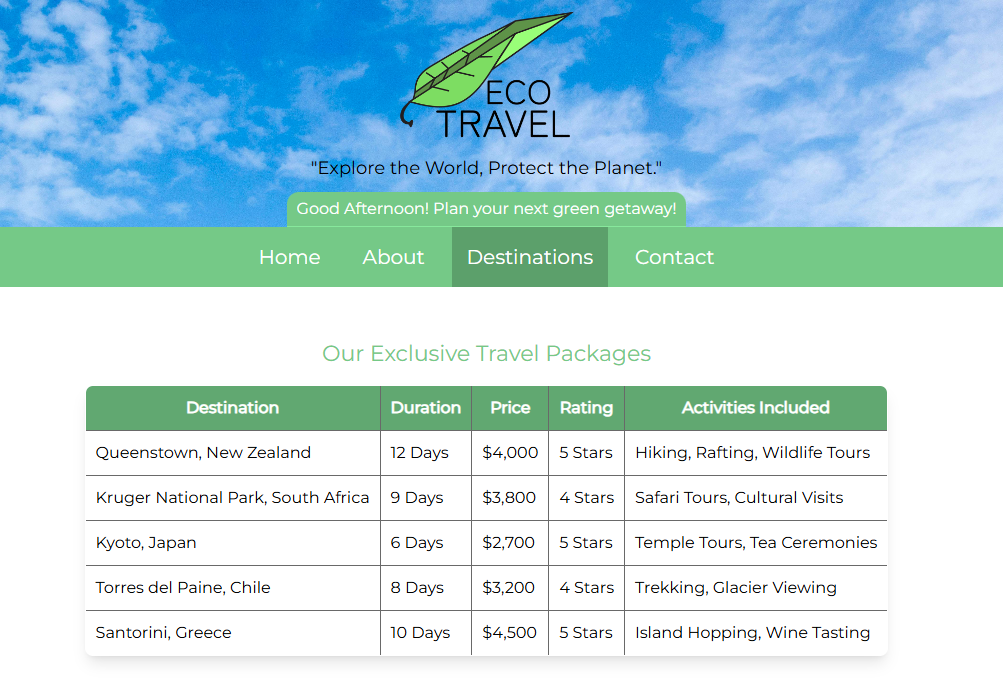 ECO
TRAVEL
"Explore the World, Protect the Planet."
Good Afternoon! Plan your next green getaway!
Home About Destinations Contact
Our Exclusive Travel Packages
Destination Duration Price Rating Activities Included
Queenstown, New Zealand 12 Days $4,000 5 Stars Hiking, Rafting, Wildlife Tours
Kruger National Park, South Africa 9 Days $3,800 4 Stars Safari Tours, Cultural Visits
Kyoto, Japan 6 Days $2,700 5 Stars Temple Tours, Tea Ceremonies
Torres del Paine, Chile 8 Days $3,200 4 Stars Trekking, Glacier Viewing
Santorini, Greece 10 Days $4,500 5 Stars Island Hopping, Wine Tasting